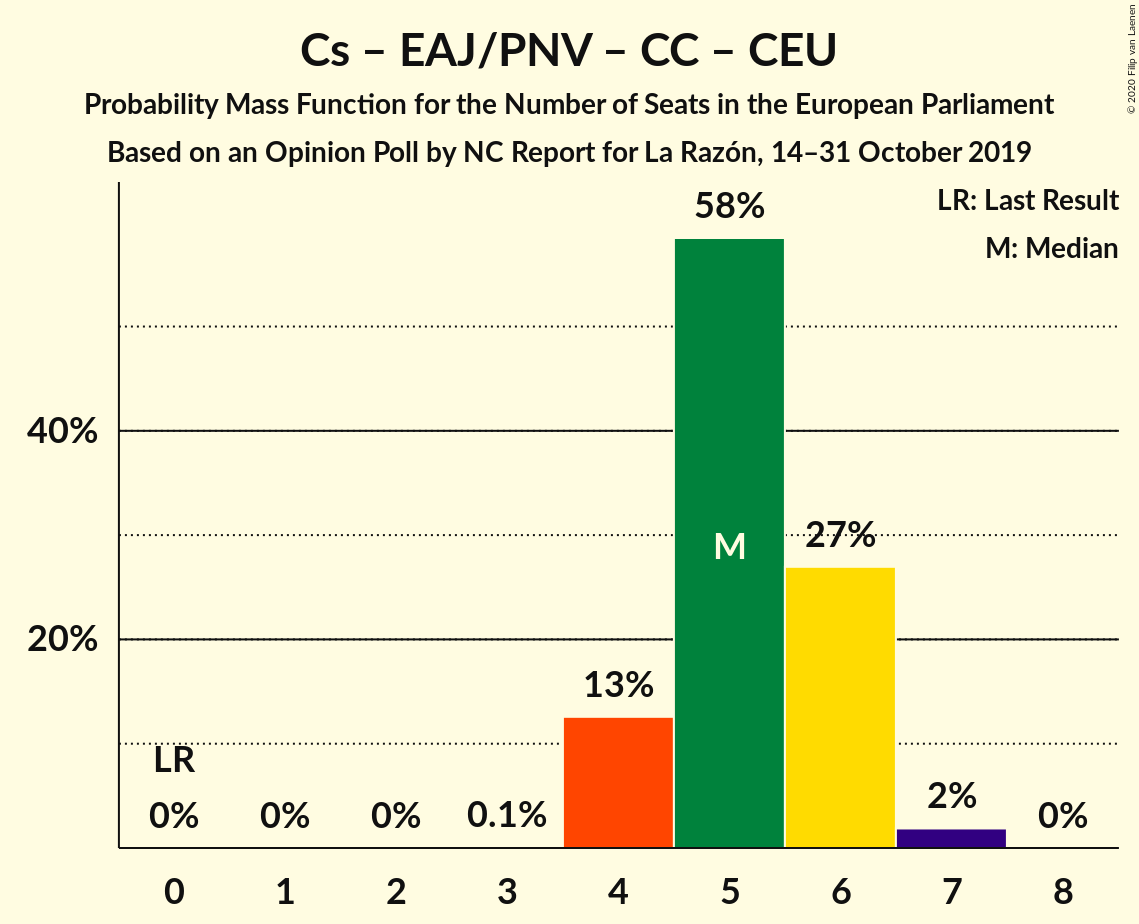 Cs – EAJ/PNV – CC – CEU
Probability Mass Function for the Number of Seats in the European Parliament
Based on an Opinion Poll by NC Report for La Razón, 14–31 October 2019
© 2020 Filip van Laenen
LR: Last Result
M: Median
58%
40%
M
27%
20%
13%
LR
0% 0% 0% 0.1% 2% 0%
0 1 2 3 4 5 6 7 8